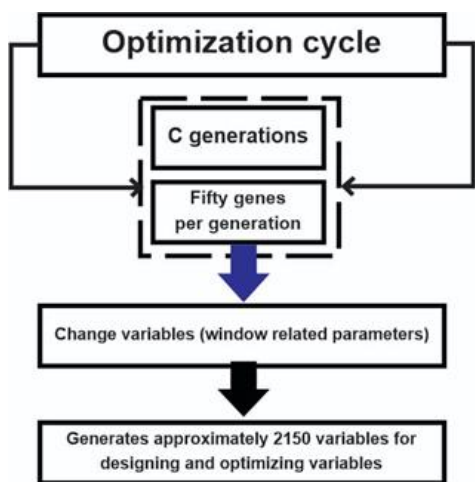 Optimization cycle
C generations
Fifty genes
per generation
Change variables (window related parameters)
Generates approximately 2150 variables for
designing and optimizing variables